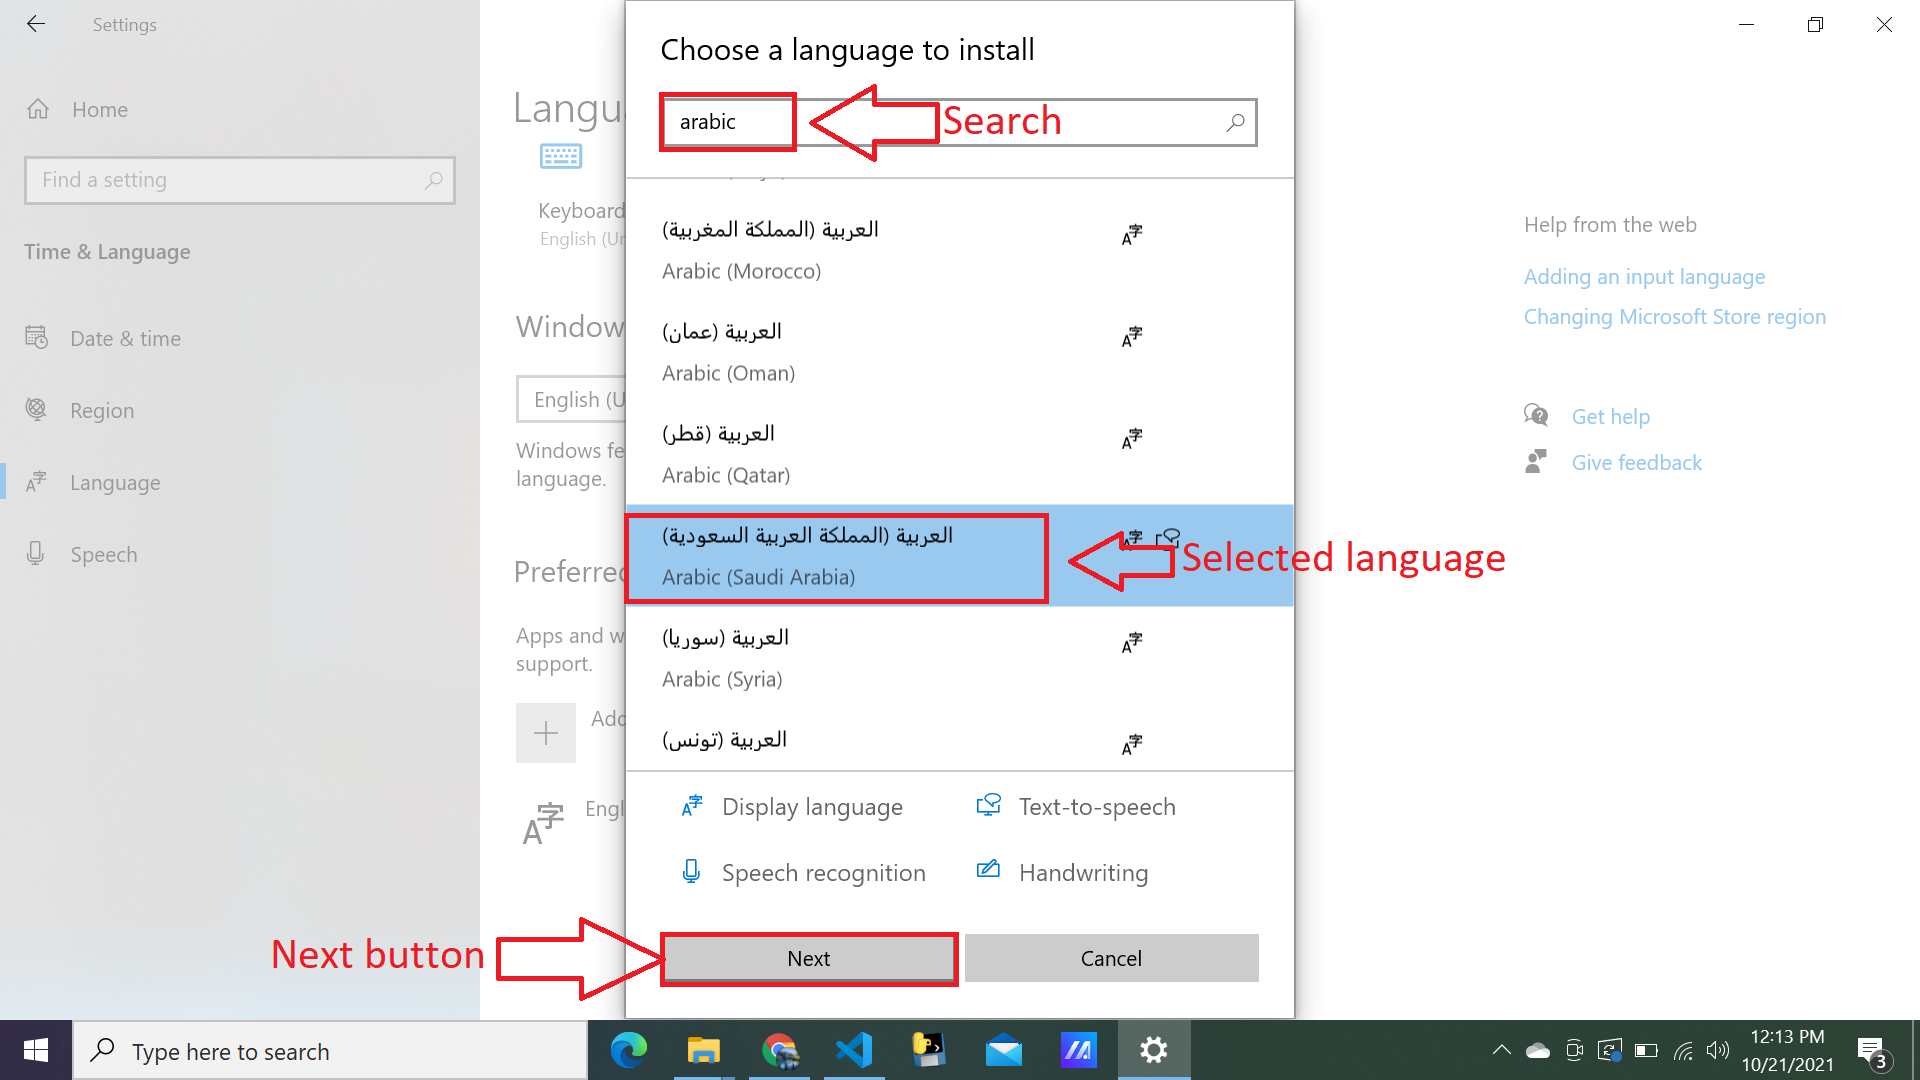 Settings
Home
Find a setting
Time & Language
Date & time
Region
Language
Speech
Keyboard
English (Un
Window
English (U
Windows fe
language.
Preferred
Apps and w
support.
Add
Engl
Choose a language to install
arabic
Search
العربية (المملكة المغربية)
Arabic (Morocco)
العربية (عمان)
Arabic (Oman)
العربية (قطر)
Arabic (Qatar)
العربية (المملكة العربية السعودية)
Arabic (Saudi Arabia)
Selected language
العربية (سوريا)
Arabic (Syria)
العربية (تونس)
Display language
Text-to-speech
Speech recognition
Handwriting
Next button
Next
Cancel
Help from the web
Adding an input language
Changing Microsoft Store region
Get help
Give feedback
Type here to search
12:13 PM
10/21/2021
3